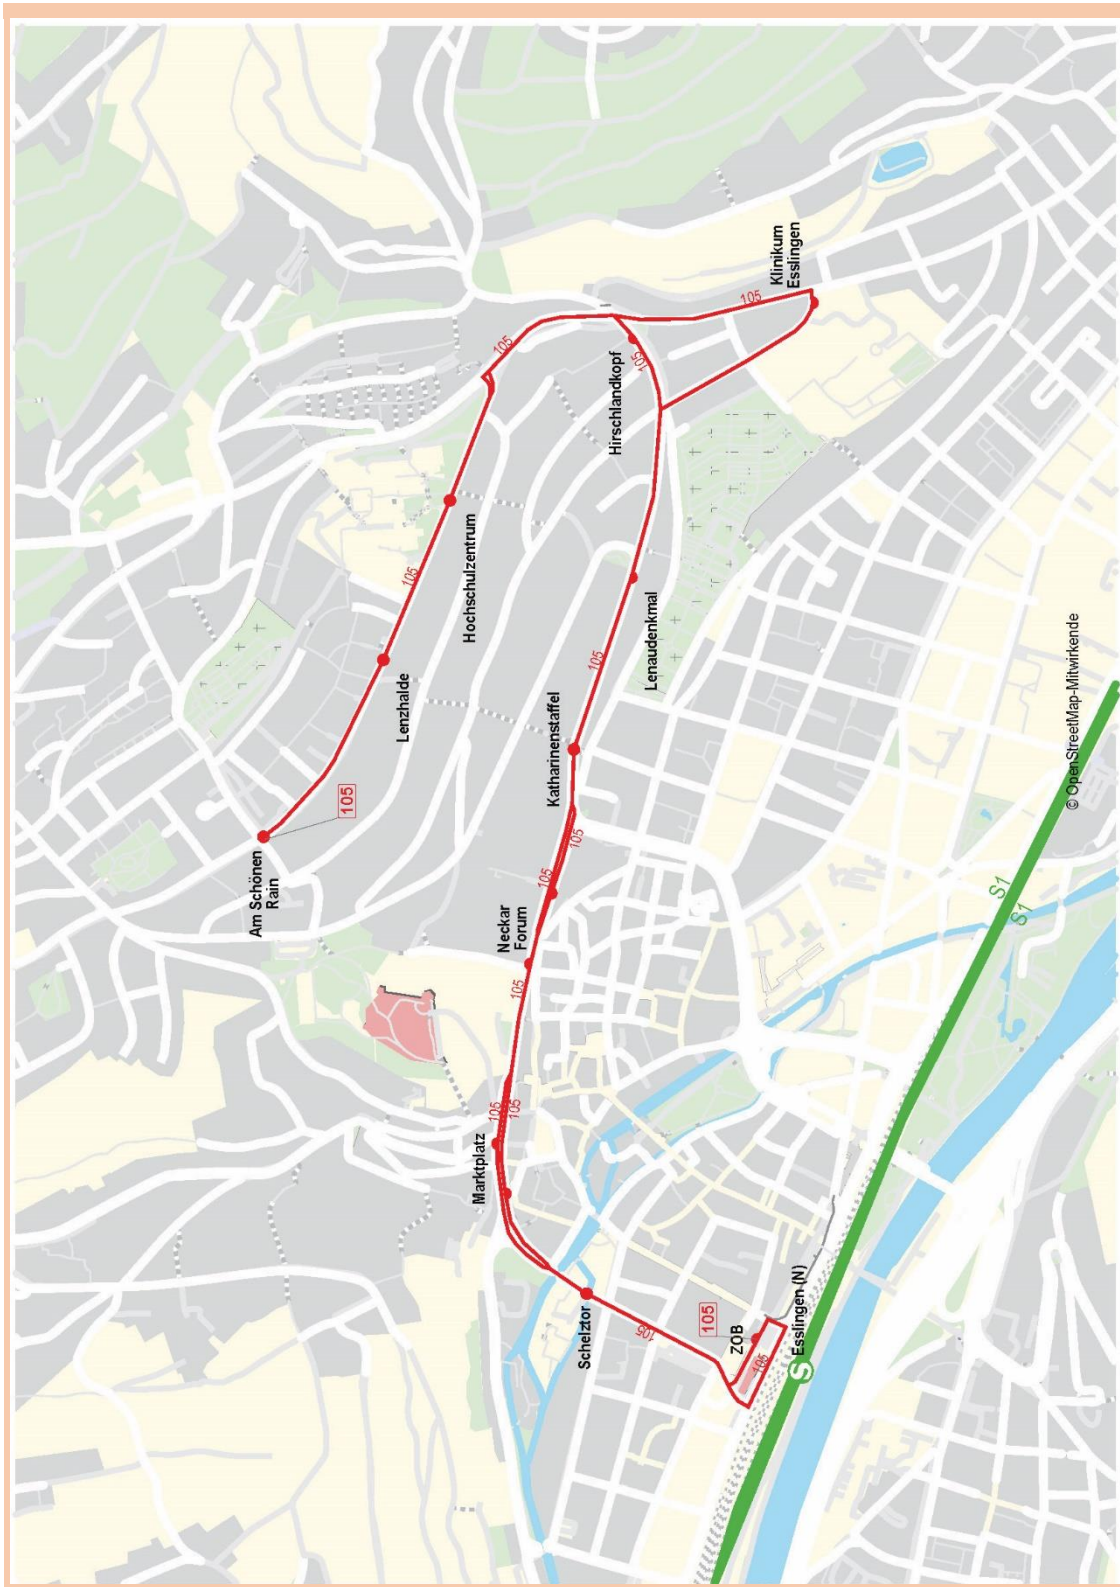 Klinikum
Esslingen
105
105
105
Hirschlandkopf
105
Hochschulzentrum
105
Lenzhalde
105
Am Schönen
Rain
Lenaudenkmal
105
Katharinenstaffel
105
105
Neckar
Forum
105
105
105
Marktplatz
Schelztor
105
105
ZOB
105
S
Esslingen (N)
S1
S1
© OpenStreetMap-Mitwirkende